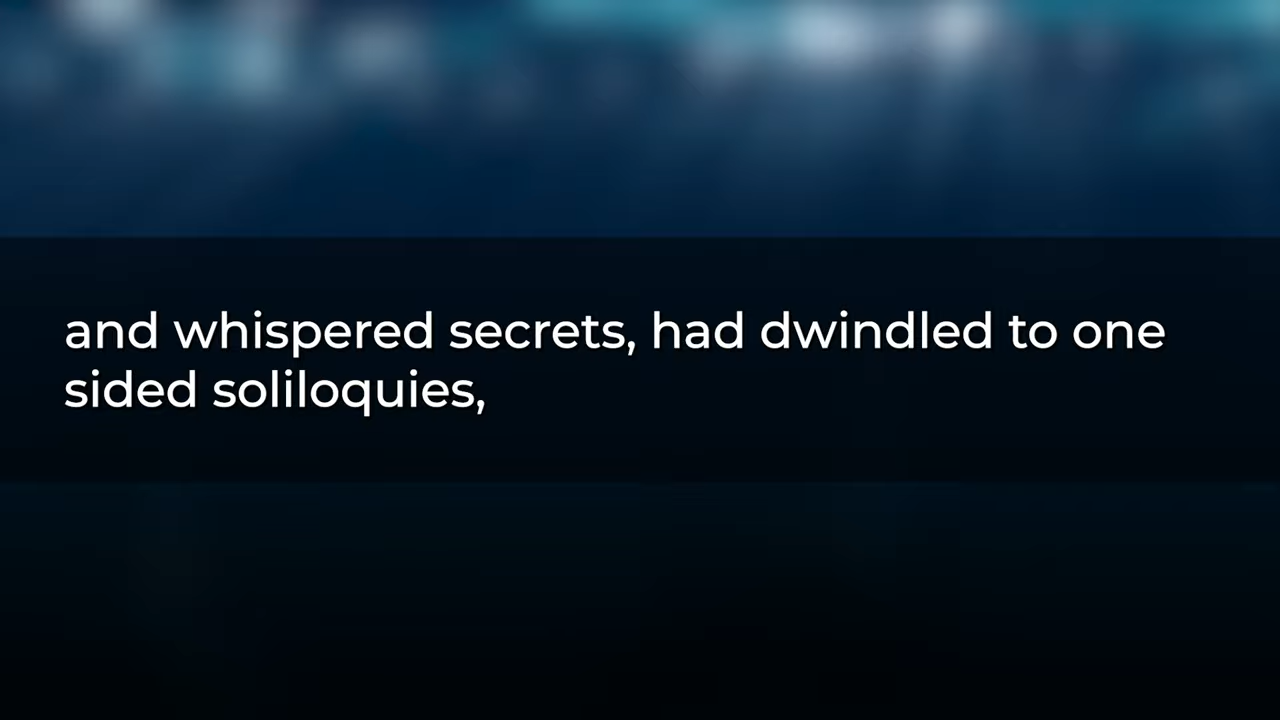 and whispered secrets, had dwindled to one
sided soliloquies,